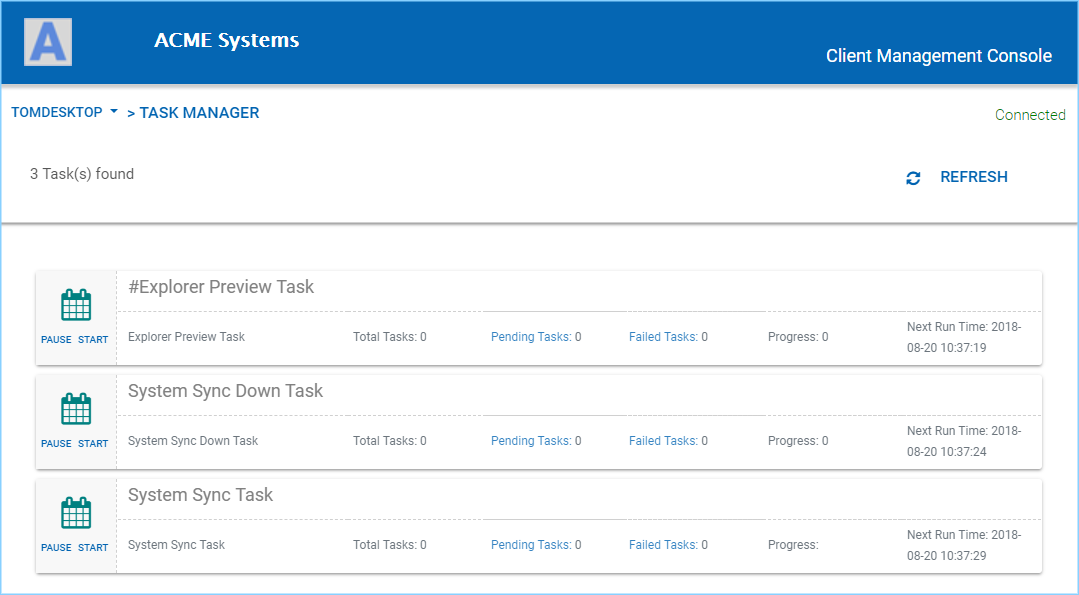 A
ACME Systems
Client Management Console
TOMDESKTOP > TASK MANAGER
Connected
3 Task(s) found
REFRESH
#Explorer Preview Task
PAUSE START
Explorer Preview Task
Total Tasks: 0
Pending Tasks: 0
Failed Tasks: 0
Progress: 0
Next Run Time: 2018-
08-20 10:37:19
System Sync Down Task
PAUSE START
System Sync Down Task
Total Tasks: 0
Pending Tasks: 0
Failed Tasks: 0
Progress: 0
Next Run Time: 2018-
08-20 10:37:24
System Sync Task
PAUSE START
System Sync Task
Total Tasks: 0
Pending Tasks: 0
Failed Tasks: 0
Progress:
Next Run Time: 2018-
08-20 10:37:29